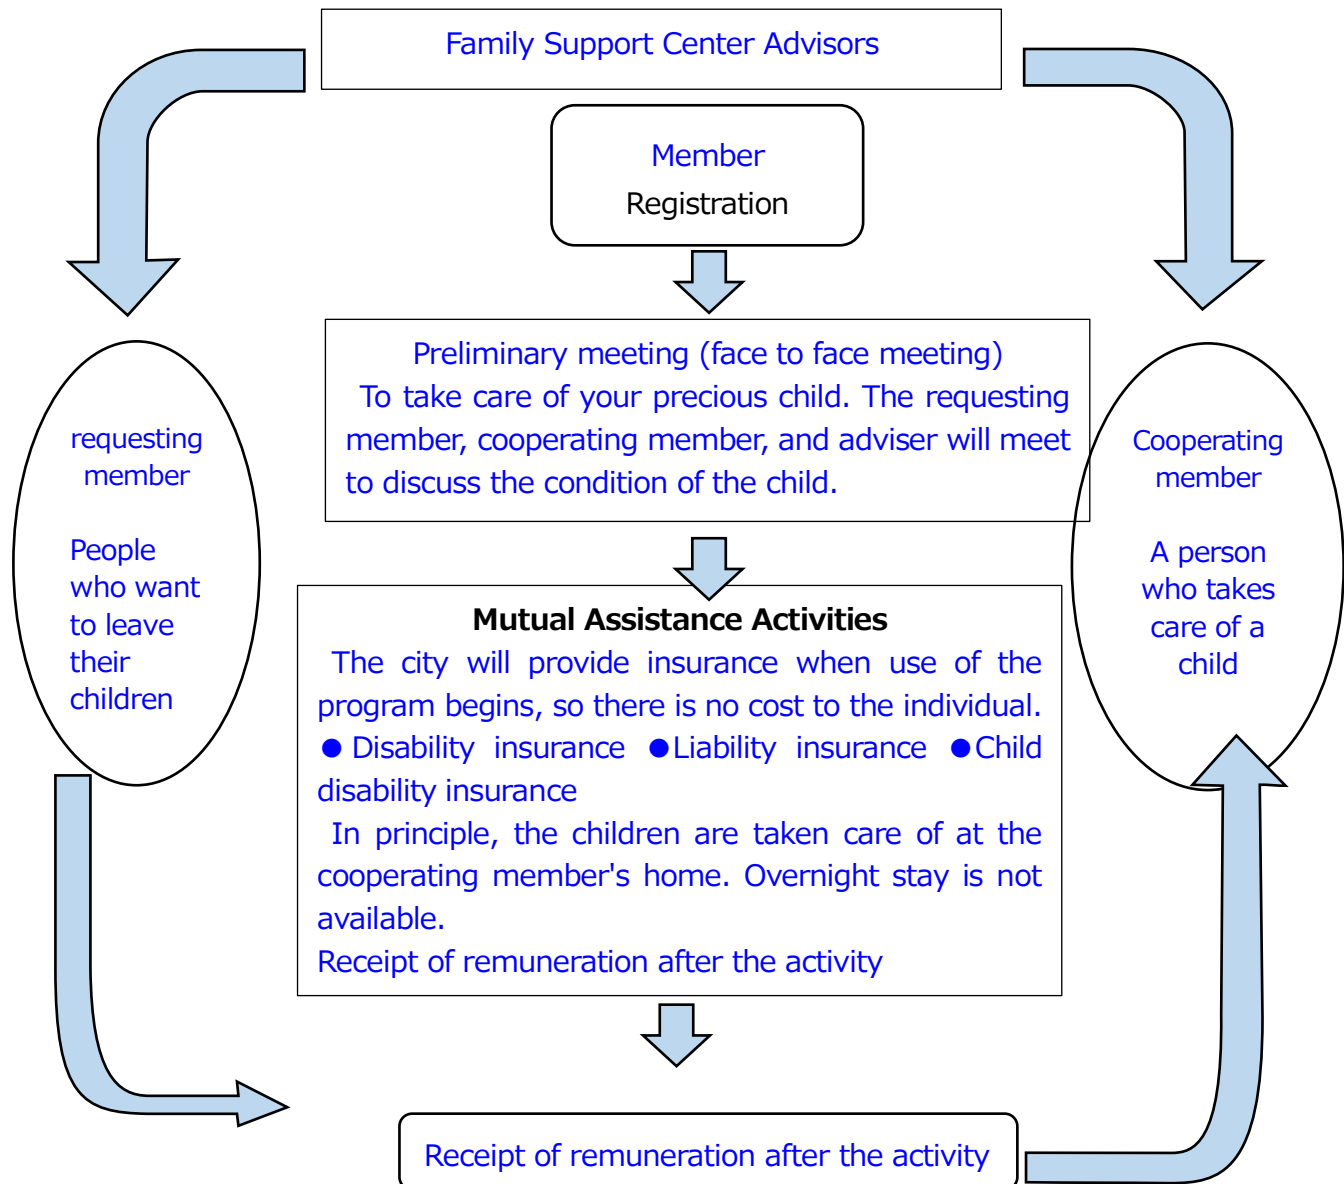 Family Support Center Advisors
Member
Registration
Preliminary meeting (face to face meeting)
To take care of your precious child. The requesting
member, cooperating member, and adviser will meet
to discuss the condition of the child.
requesting
member
People
who want
to leave
their
children
Cooperating
member
A person
who takes
care of a
child
Mutual Assistance Activities
The city will provide insurance when use of the
program begins, so there is no cost to the individual.
● Disability insurance ●Liability insurance ●Child
disability insurance
In principle, the children are taken care of at the
cooperating member's home. Overnight stay is not
available.
Receipt of remuneration after the activity
Receipt of remuneration after the activity